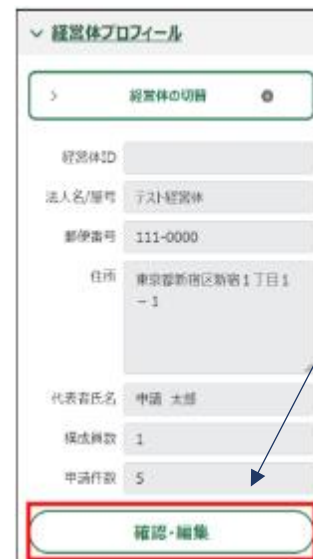 経営体プロフィール
経営体の切替
経営体ID
法人名/屋号 テスト経営体
郵便番号 111-0000
住所 東京都新宿区新宿1丁目1
-1
代表者氏名 申請 太郎
構成員数 1
申請件数 5
確認・編集